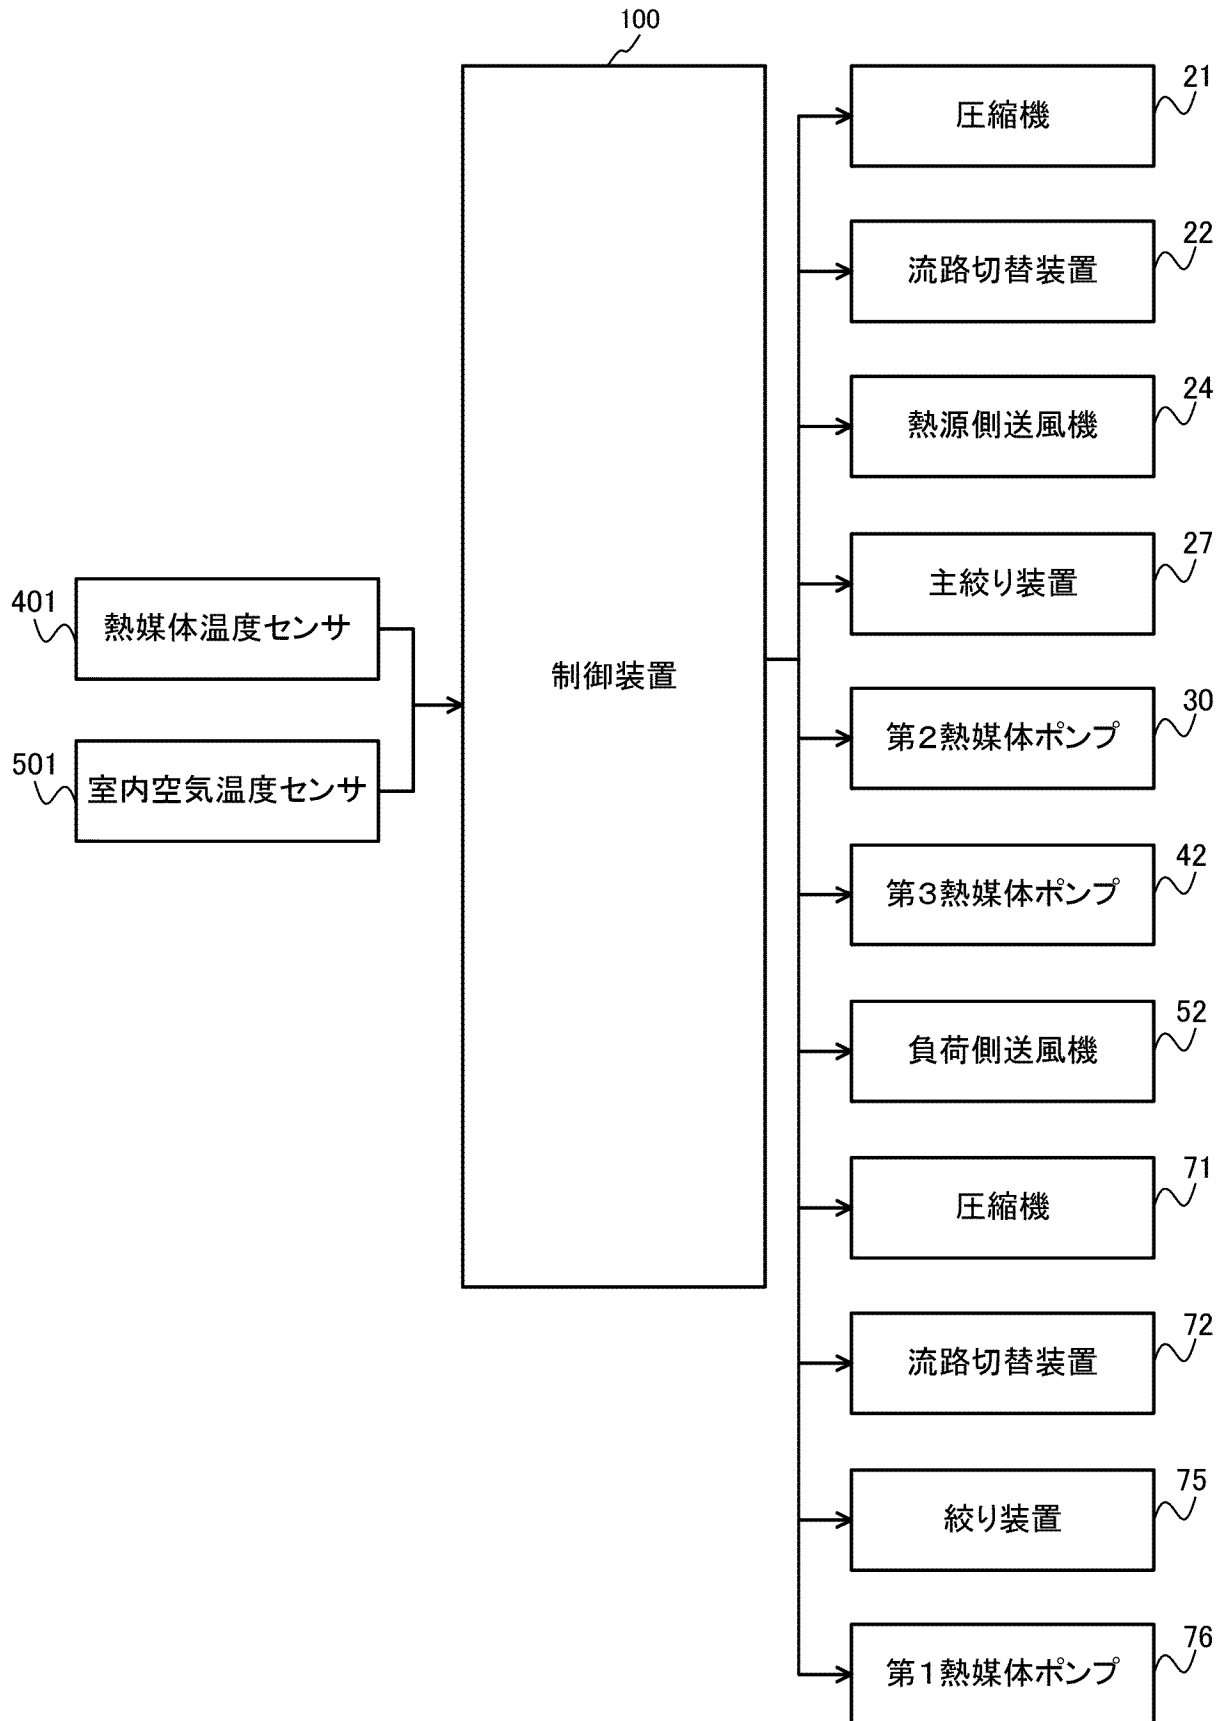 100
制御装置
401
熱媒体温度センサ
501
室内空気温度センサ
21
圧縮機
22
流路切替装置
24
熱源側送風機
27
主絞り装置
30
第2熱媒体ポンプ
42
第3熱媒体ポンプ
52
負荷側送風機
71
圧縮機
72
流路切替装置
75
絞り装置
76
第1熱媒体ポンプ